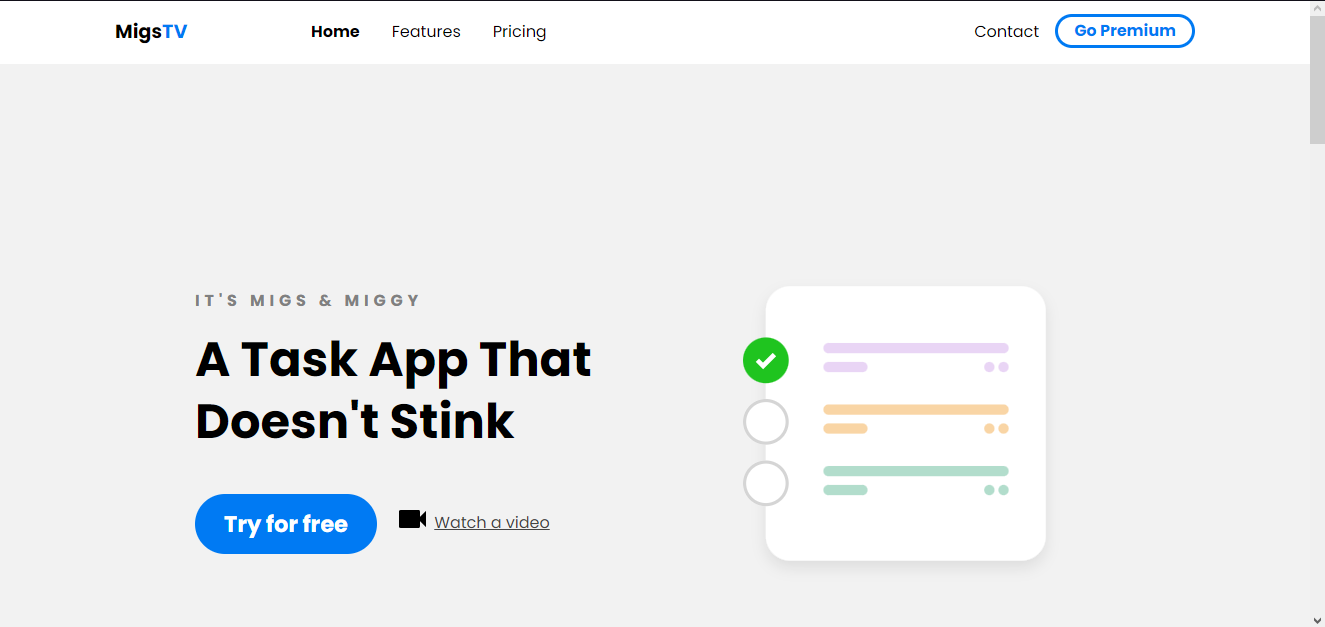 MigsTV Home Features Pricing Contact Go Premium
IT'S MIGS & MIGGY
A Task App That
Doesn't Stink
Try for free Watch a video